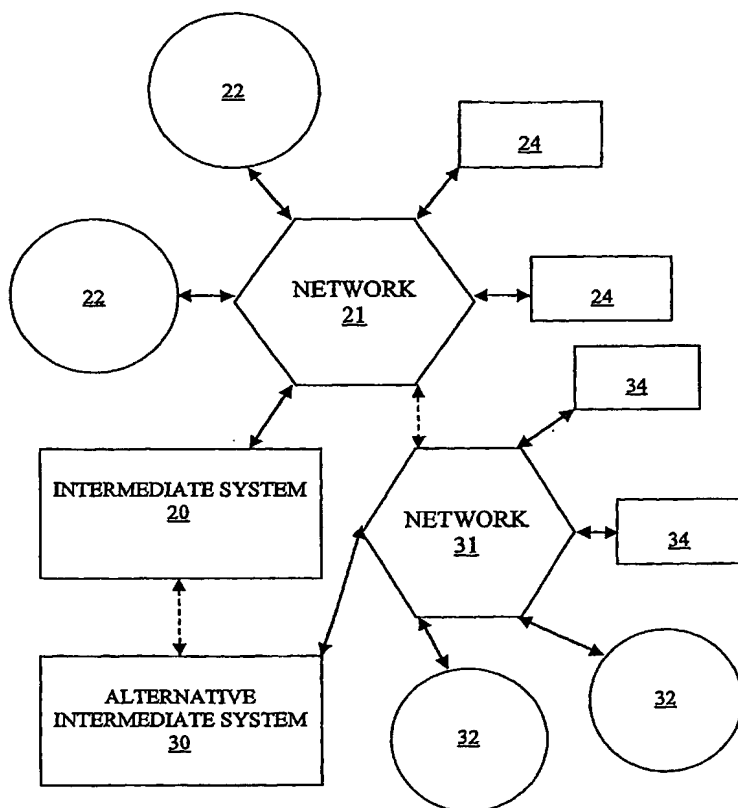 22
24
22
NETWORK
21
24
34
INTERMEDIATE SYSTEM
20
NETWORK
31
34
ALTERNATIVE
INTERMEDIATE SYSTEM
30
32
32